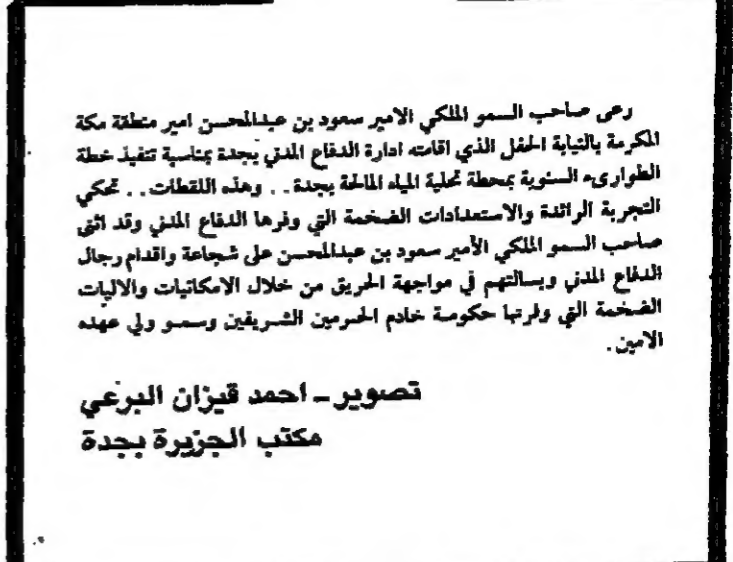 رعى صاحب السمو الملكي الامير سعود بن عبدالمحسن امير منطقة مكة
المكرمة بالنيابة الحفل الذي اقامته ادارة الدفاع المدني بجدة بمناسبة تنفيذ خطة
الطوارىء السنوية بمحطة تحلية المياه المالحة بجدة . . وهذه اللقطات . . تحكي
التجربة الرائدة والاستعدادات الضخمة التي وفرها الدفاع المدني وقد اثنى
صاحب السمو الملكي الأمير سعود بن عبدالمحسن على شجاعة واقدام رجال
الدفاع المدني وبسالتهم في مواجهة الحريق من خلال الامكانيات والاليات
الضخمة التي وفرتها حكومة خادم الحرمين الشريفين وسمو ولي عهده
الامين .
تصوير ـ احمد قيزان البرعي
مكتب الجزيرة بجدة